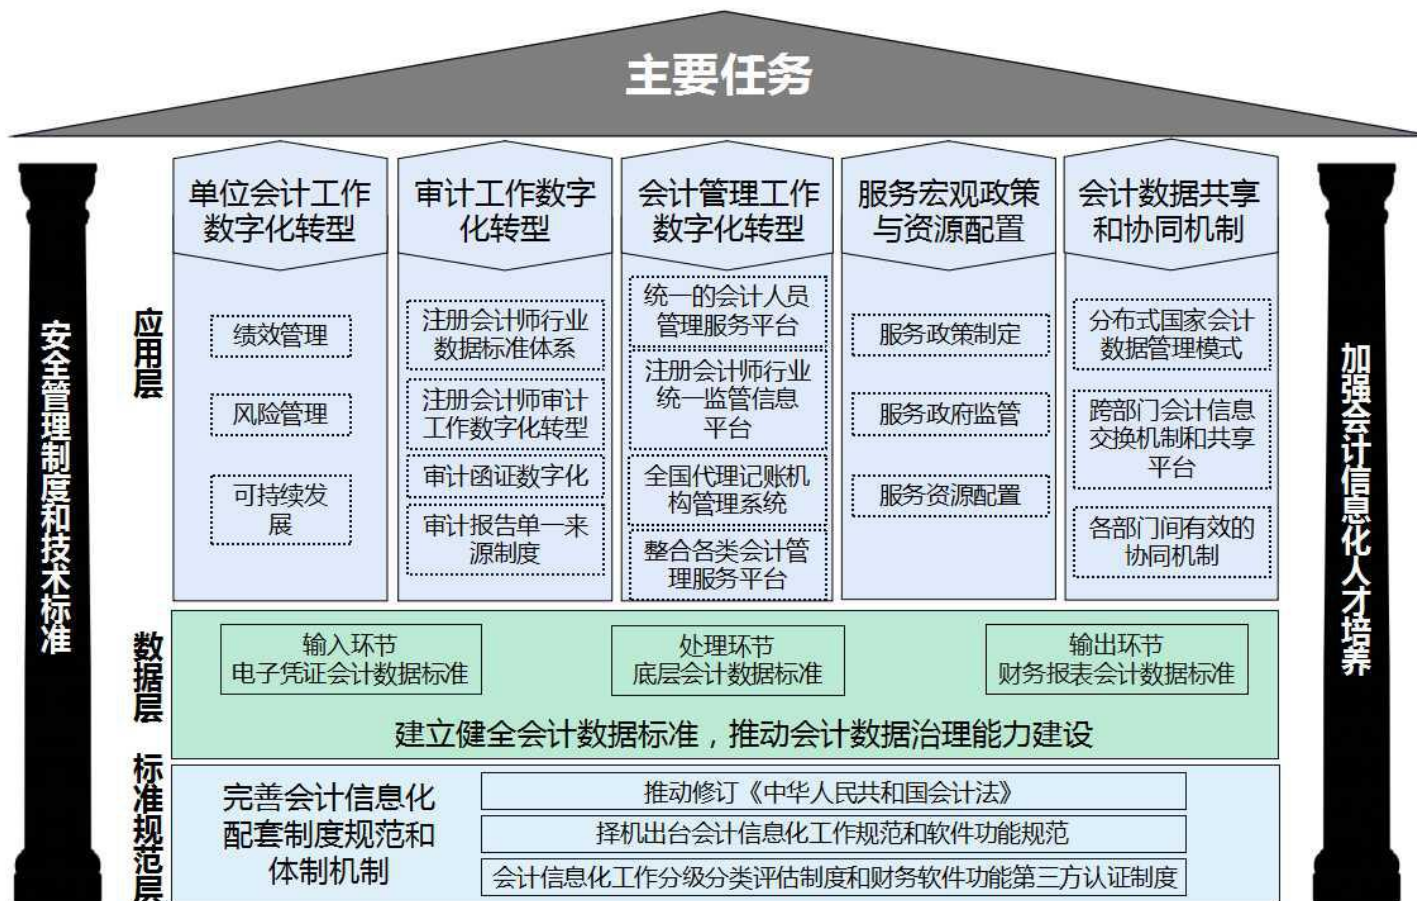 主要任务
安全管理制度和技术标准
应用层
单位会计工作
数字化转型
绩效管理
风险管理
可持续发
展
审计工作数字
化转型
注册会计师行业
数据标准体系
注册会计师审计
工作数字化转型
审计函证数字化
审计报告单一来
源制度
会计管理工作
数字化转型
统一的会计人员
管理服务平台
注册会计师行业
统一监管信息
平台
全国代理记账机
构管理系统
整合各类会计管
理服务平台
服务宏观政策
与资源配置
服务政策制定
服务政府监管
服务资源配置
会计数据共享
和协同机制
分布式国家会计
数据管理模式
跨部门会计信息
交换机制和共享
平台
各部门间有效的
协同机制
数据层
输入环节
电子凭证会计数据标准
处理环节
底层会计数据标准
输出环节
财务报表会计数据标准
建立健全会计数据标准，推动会计数据治理能力建设
标准规范层
完善会计信息化
配套制度规范和
体制机制
推动修订《中华人民共和国会计法》
择机出台会计信息化工作规范和软件功能规范
会计信息化工作分级分类评估制度和财务软件功能第三方认证制度
加强会计信息化人才培养